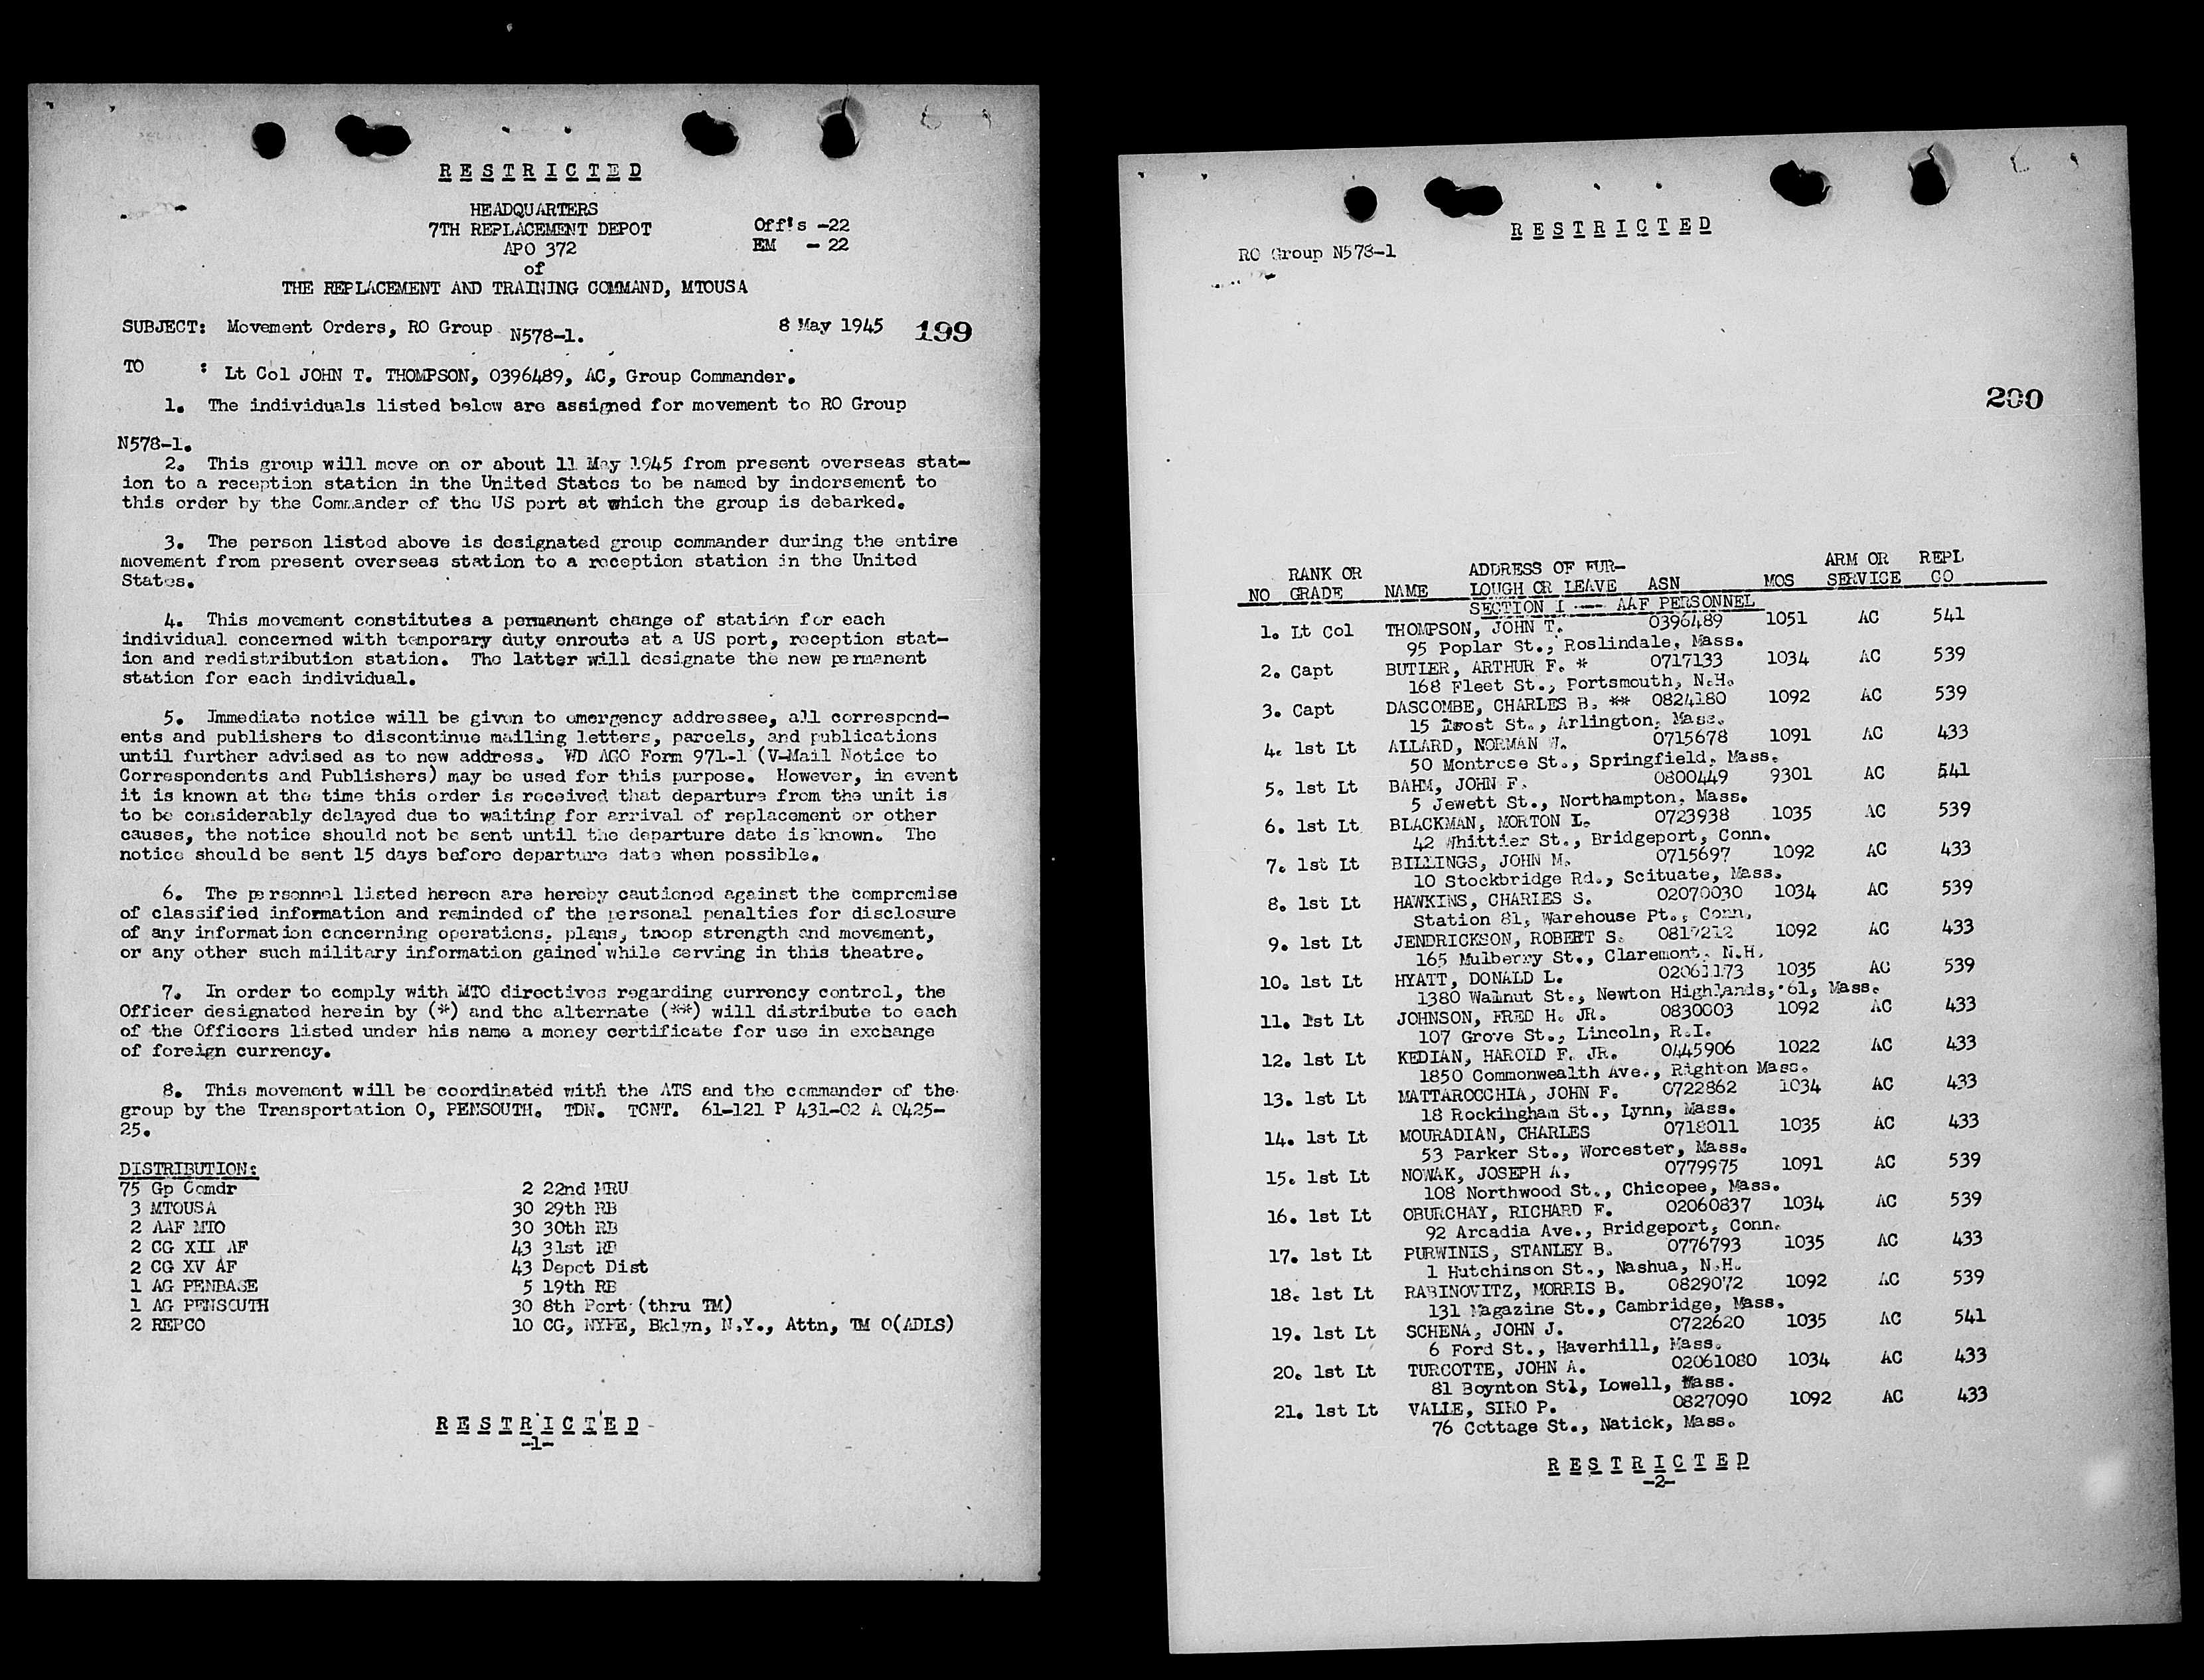 RESTRICTED
HEADQUARTERS
7TH REPLACEMENT DEPOT Off's -22
APO 372 EM - 22
of
THE REPLACEMENT AND TRAINING COMMAND, MTOUSA
SUBJECT: Movement Orders, RO Group N578-1. 8 May 1945 199
TO : Lt Col JOHN T. THOMPSON, 0396489, AC, Group Commander.
1. The individuals listed below are assigned for movement to RO Group
N578-1.
2. This group will move on or about 11 May 1945 from present overseas stat-
ion to a reception station in the United States to be named by indorsement to
this order by the Commander of the US port at which the group is debarked.
3. The person listed above is designated group commander during the entire
movement from present overseas station to a reception station in the United
States.
4. This movement constitutes a permanent change of station for each
individual concerned with temporary duty enroute at a US port, reception stat-
ion and redistribution station. The latter will designate the new permanent
station for each individual.
5. Immediate notice will be given to emergency addressee, all correspond-
ents and publishers to discontinue mailing letters, parcels, and publications
until further advised as to new address. WD AGO Form 971-1 (V-Mail Notice to
Correspondents and Publishers) may be used for this purpose. However, in event
it is known at the time this order is received that departure from the unit is
to be considerably delayed due to waiting for arrival of replacement or other
causes, the notice should not be sent until the departure date is known. The
notice should be sent 15 days before departure date when possible.
6. The personnel listed hereon are hereby cautioned against the compromise
of classified information and reminded of the personal penalties for disclosure
of any information concerning operations, plans, troop strength and movement,
or any other such military information gained while serving in this theatre.
7. In order to comply with MTO directives regarding currency control, the
Officer designated herein by (*) and the alternate (**) will distribute to each
of the Officers listed under his name a money certificate for use in exchange
of foreign currency.
8. This movement will be coordinated with the ATS and the commander of the
group by the Transportation O, PENSOUTH. TDN. TCNT. 61-121 P 431-02 A 0425-
25.
DISTRIBUTION:
75 Gp Comdr 2 22nd MRU
3 MTOUSA 30 29th RB
2 AAF MTO 30 30th RB
2 CG XII AF 43 31st RB
2 CG XV AF 43 Depot Dist
1 AG PENBASE 5 19th RB
1 AG PENSOUTH 30 8th Port (thru TM)
2 REPCO 10 CG, NYPE, Bklyn, N.Y., Attn, TM O(ADLS)
RESTRICTED
-1-
RESTRICTED
RO Group N578-1
200
RANK OR ADDRESS OF FUR- ARM OR REPL
NO GRADE NAME LOUGH OR LEAVE ASN MOS SERVICE CO
SECTION I --- AAF PERSONNEL
1. Lt Col THOMPSON, JOHN T. 0396489 1051 AC 541
95 Poplar St., Roslindale, Mass.
2. Capt BUTLER, ARTHUR F. * 0717133 1034 AC 539
168 Fleet St., Portsmouth, N.H.
3. Capt DASCOMBE, CHARLES B. ** 0824180 1092 AC 539
15 St., Arlington, Mass.
4. 1st Lt ALLARD, NORMAN W. 0715678 1091 AC 433
50 Montrose St., Springfield, Mass.
5. 1st Lt BAHM, JOHN F. 0800449 9301 AC 541
5 Jewett St., Northampton, Mass.
6. 1st Lt BLACKMAN, MORTON L. 0723938 1035 AC 539
42 Whittier St., Bridgeport, Conn.
7. 1st Lt BILLINGS, JOHN M. 0715697 1092 AC 433
10 Stockbridge Rd., Scituate, Mass.
8. 1st Lt HAWKINS, CHARLES S. 02070030 1034 AC 539
Station 81, Warehouse Pt., Conn.
9. 1st Lt JENDRICKSON, ROBERT S. 0819212 1092 AC 433
165 Mulberry St., Claremont, N.H.
10. 1st Lt HYATT, DONALD L. 02061173 1035 AC 539
1380 Walnut St., Newton Highlands, 61, Mass.
11. 1st Lt JOHNSON, FRED H. JR. 0830003 1092 AC 433
107 Grove St., Lincoln, R.I.
12. 1st Lt KEDIAN, HAROLD F. JR. 0445906 1022 AC 433
1850 Commonwealth Ave., Righton Mass.
13. 1st Lt MATTAROCCHIA, JOHN F. 0722862 1034 AC 433
18 Rockingham St., Lynn, Mass.
14. 1st Lt MOURADIAN, CHARLES 0718011 1035 AC 433
53 Parker St., Worcester, Mass.
15. 1st Lt NOWAK, JOSEPH A. 0779975 1091 AC 539
108 Northwood St., Chicopee, Mass.
16. 1st Lt OBURCHAY, RICHARD F. 02060837 1034 AC 539
92 Arcadia Ave., Bridgeport, Conn.
17. 1st Lt PURWINIS, STANLEY B. 0776793 1035 AC 433
1 Hutchinson St., Nashua, N.H.
18. 1st Lt RABINOVITZ, MORRIS B. 0829072 1092 AC 539
131 Magazine St., Cambridge, Mass.
19. 1st Lt SCHENA, JOHN J. 0722620 1035 AC 541
6 Ford St., Haverhill, Mass.
20. 1st Lt TURCOTTE, JOHN A. 02061080 1034 AC 433
81 Boynton Stl, Lowell, Mass.
21. 1st Lt VALLE, SIRO P. 0827090 1092 AC 433
76 Cottage St., Natick, Mass.
RESTRICTED
-2-